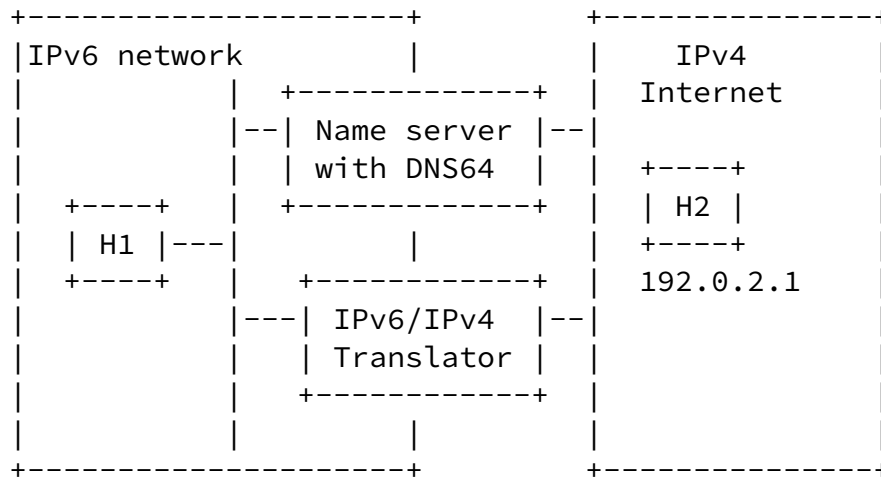 IPv6 network
IPv4
Internet
Name server
with DNS64
H1
H2
192.0.2.1
IPv6/IPv4
Translator